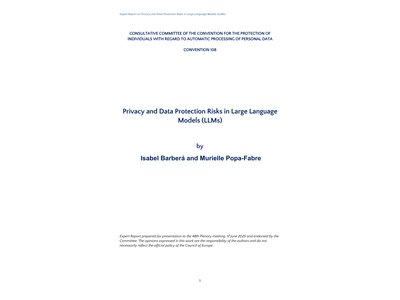 Expert Report on Privacy and Data Protection Risks in Large Language Models (LLMs)
CONSULTATIVE COMMITTEE OF THE CONVENTION FOR THE PROTECTION OF
INDIVIDUALS WITH REGARD TO AUTOMATIC PROCESSING OF PERSONAL DATA
CONVENTION 108
Privacy and Data Protection Risks in Large Language
Models (LLMs)
by
Isabel Barberá and Murielle Popa-Fabre
Expert Report prepared for presentation to the 48th Plenary meeting, 17 June 2025 and endorsed by the
Committee. The opinions expressed in this work are the responsibility of the authors and do not
necessarily reflect the official policy of the Council of Europe.